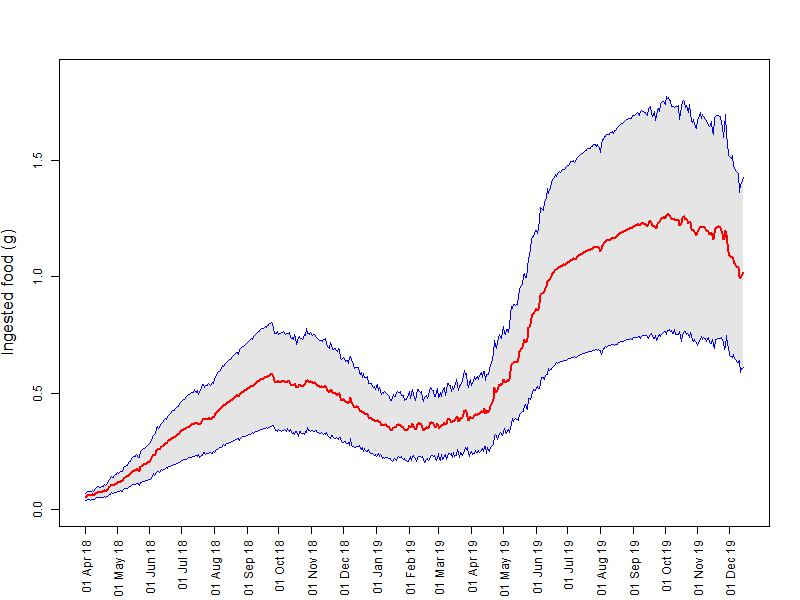 Ingested food (g)
1.5
1.0
0.5
0.0
01 Apr 18
01 May 18
01 Jun 18
01 Jul 18
01 Aug 18
01 Sep 18
01 Oct 18
01 Nov 18
01 Dec 18
01 Jan 19
01 Feb 19
01 Mar 19
01 Apr 19
01 May 19
01 Jun 19
01 Jul 19
01 Aug 19
01 Sep 19
01 Oct 19
01 Nov 19
01 Dec 19